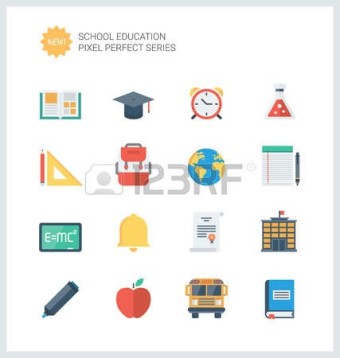 NEW!
SCHOOL EDUCATION
PIXEL PERFECT SERIES
123RF
E=MC²